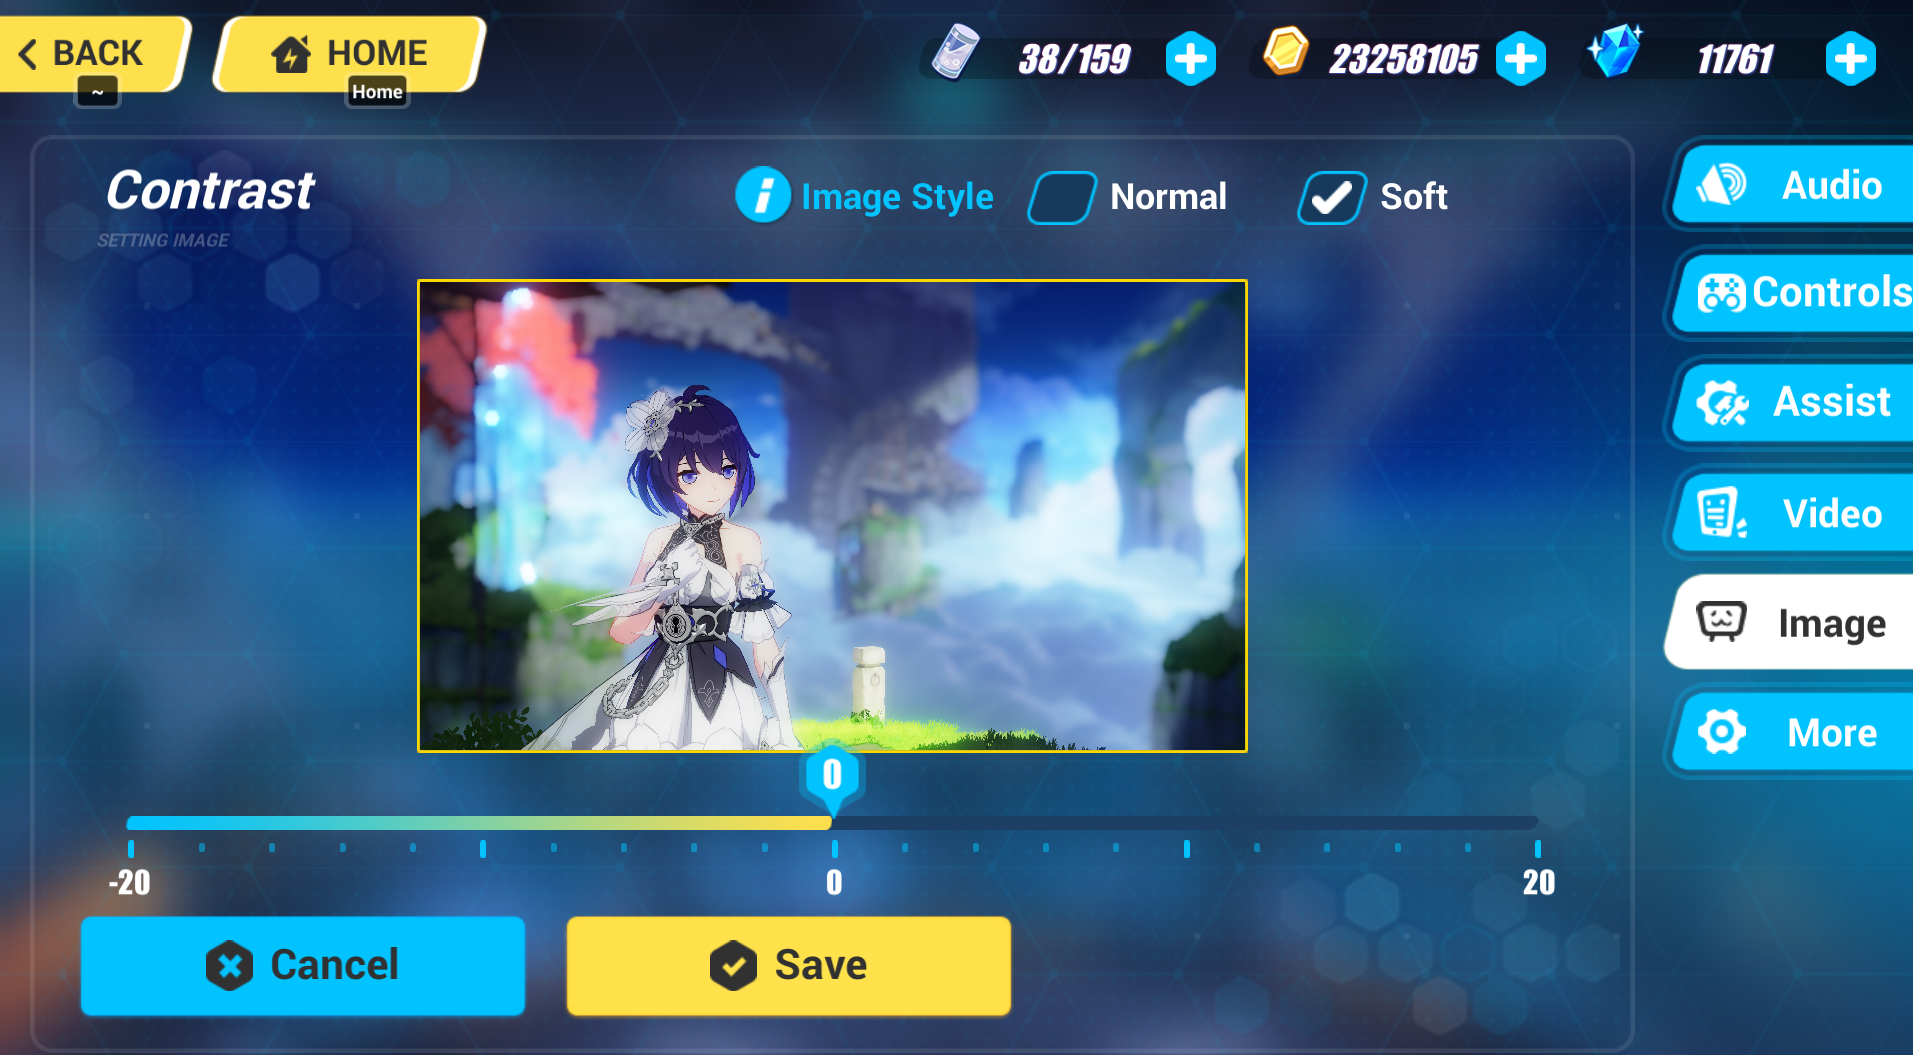 BACK
~
HOME
Home
38/159
23258105
11761
Contrast
SETTING IMAGE
Image Style
Normal
Soft
Audio
Controls
Assist
Video
Image
More
0
-20
0
20
Cancel
Save